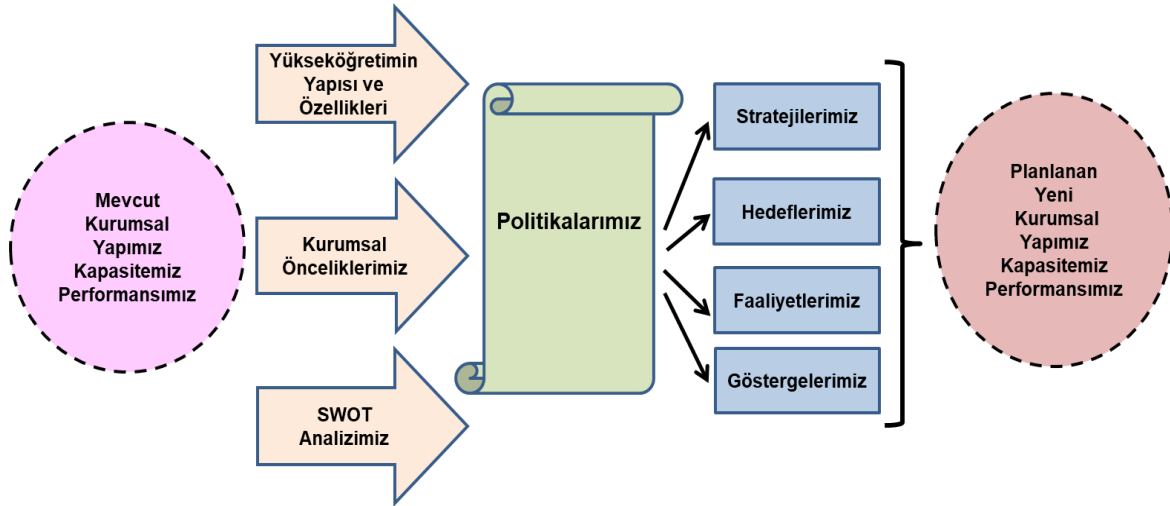 Mevcut
Kurumsal
Yapımız
Kapasitemiz
Performansımız
Yükseköğretimin
Yapısı ve
Özellikleri
Kurumsal
Önceliklerimiz
SWOT
Analizimiz
Politikalarımız
Stratejilerimiz
Hedeflerimiz
Faaliyetlerimiz
Göstergelerimiz
Planlanan
Yeni
Kurumsal
Yapımız
Kapasitemiz
Performansımız